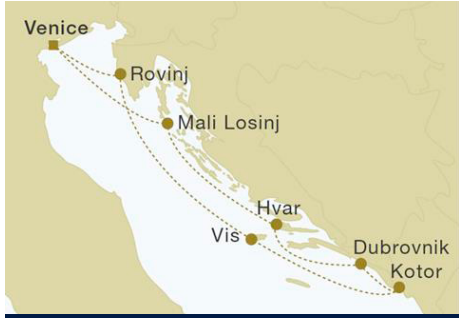 Venice
Rovinj
Mali Losinj
Hvar
Vis
Dubrovnik
Kotor